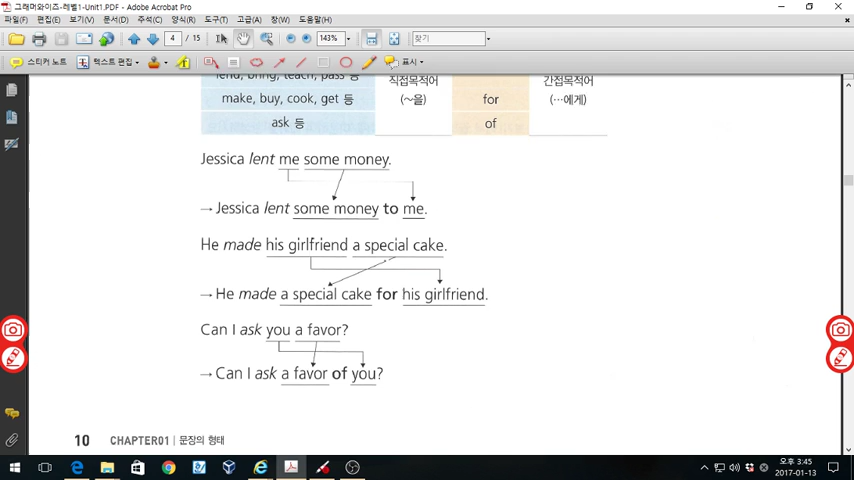 그래머와이즈-레벨1-Unit1.PDF - Adobe Acrobat Pro
파일(F) 편집(E) 보기(V) 문서(D) 주석(C) 양식(R) 도구(T) 고급(A) 창(W) 도움말(H)
4 / 15 143% 찾기
스티커 노트 텍스트 편집 표시
lend, bring, teach, pass 등 직접목적어 간접목적어
make, buy, cook, get 등 (~을) for (…에게)
ask 등 of
Jessica lent me some money.
→ Jessica lent some money to me.
He made his girlfriend a special cake.
→ He made a special cake for his girlfriend.
Can I ask you a favor?
→ Can I ask a favor of you?
10 CHAPTER01 | 문장의 형태
오후 3:45
2017-01-13